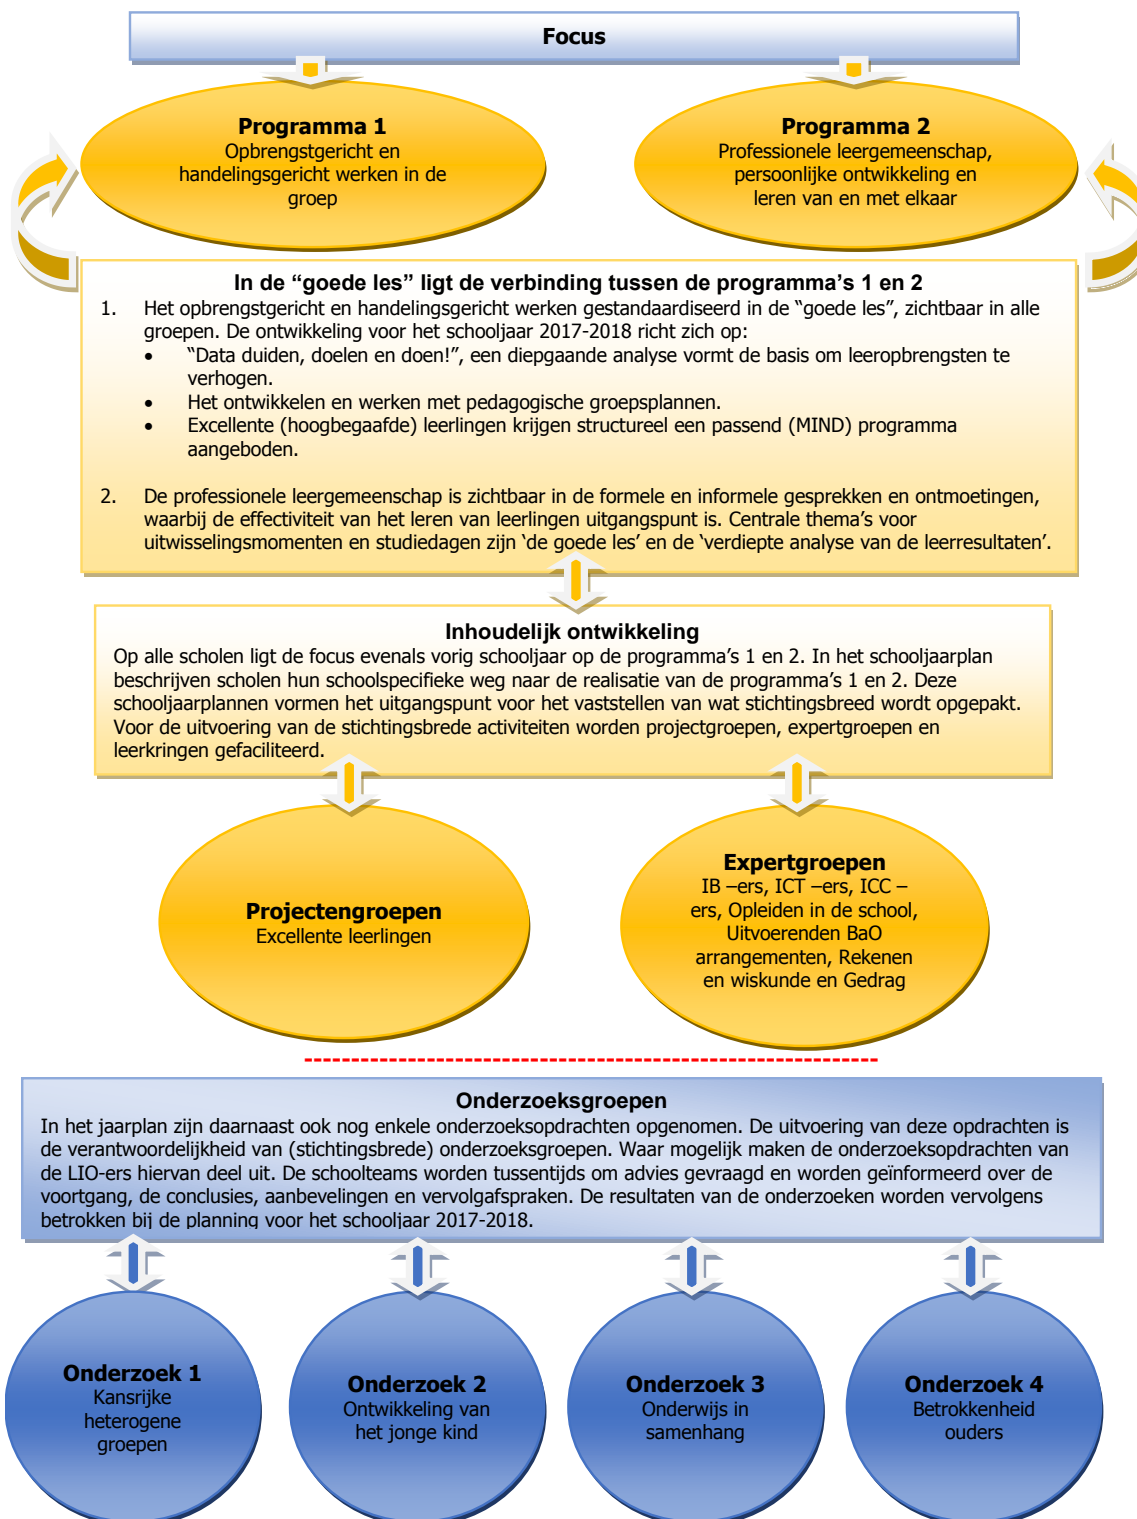 Focus
Programma 1
Opbrengstgericht en
handelingsgericht werken in de
groep
Programma 2
Professionele leergemeenschap,
persoonlijke ontwikkeling en
leren van en met elkaar
In de “goede les” ligt de verbinding tussen de programma’s 1 en 2
1. Het opbrengstgericht en handelingsgericht werken gestandaardiseerd in de “goede les”, zichtbaar in alle
groepen. De ontwikkeling voor het schooljaar 2017-2018 richt zich op:
• “Data duiden, doelen en doen!”, een diepgaande analyse vormt de basis om leeropbrengsten te
verhogen.
• Het ontwikkelen en werken met pedagogische groepsplannen.
• Excellente (hoogbegaafde) leerlingen krijgen structureel een passend (MIND) programma
aangeboden.
2. De professionele leergemeenschap is zichtbaar in de formele en informele gesprekken en ontmoetingen,
waarbij de effectiviteit van het leren van leerlingen uitgangspunt is. Centrale thema’s voor
uitwisselingsmomenten en studiedagen zijn ‘de goede les’ en de ‘verdiepte analyse van de leerresultaten’.
Inhoudelijk ontwikkeling
Op alle scholen ligt de focus evenals vorig schooljaar op de programma’s 1 en 2. In het schooljaarplan
beschrijven scholen hun schoolspecifieke weg naar de realisatie van de programma’s 1 en 2. Deze
schooljaarplannen vormen het uitgangspunt voor het vaststellen van wat stichtingsbreed wordt opgepakt.
Voor de uitvoering van de stichtingsbrede activiteiten worden projectgroepen, expertgroepen en
leerkringen gefaciliteerd.
Projectengroepen
Excellente leerlingen
Expertgroepen
IB –ers, ICT –ers, ICC –
ers, Opleiden in de school,
Uitvoerenden BaO
arrangementen, Rekenen
en wiskunde en Gedrag
Onderzoeksgroepen
In het jaarplan zijn daarnaast ook nog enkele onderzoeksopdrachten opgenomen. De uitvoering van deze opdrachten is
de verantwoordelijkheid van (stichtingsbrede) onderzoeksgroepen. Waar mogelijk maken de onderzoeksopdrachten van
de LIO-ers hiervan deel uit. De schoolteams worden tussentijds om advies gevraagd en worden geïnformeerd over de
voortgang, de conclusies, aanbevelingen en vervolgafspraken. De resultaten van de onderzoeken worden vervolgens
betrokken bij de planning voor het schooljaar 2017-2018.
Onderzoek 1
Kansrijke
heterogene
groepen
Onderzoek 2
Ontwikkeling van
het jonge kind
Onderzoek 3
Onderwijs in
samenhang
Onderzoek 4
Betrokkenheid
ouders